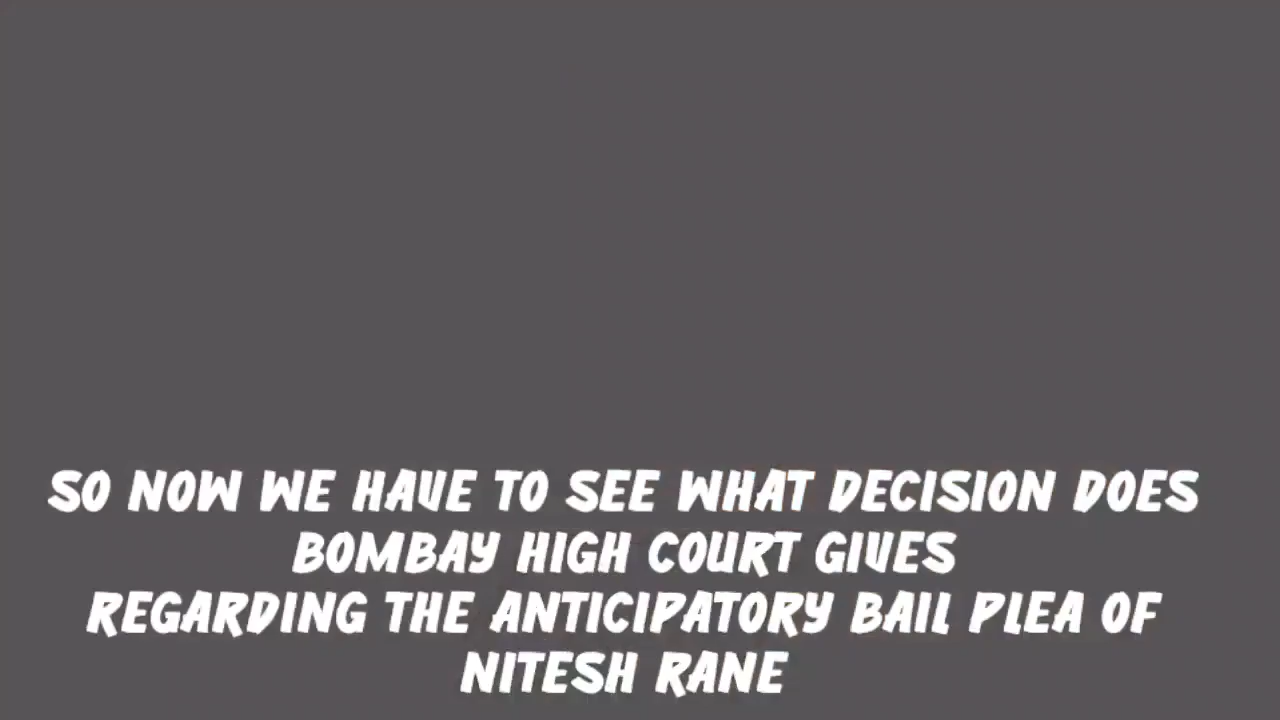 SO NOW WE HAVE TO SEE WHAT DECISION DOES
BOMBAY HIGH COURT GIVES
REGARDING THE ANTICIPATORY BAIL PLEA OF
NITESH RANE